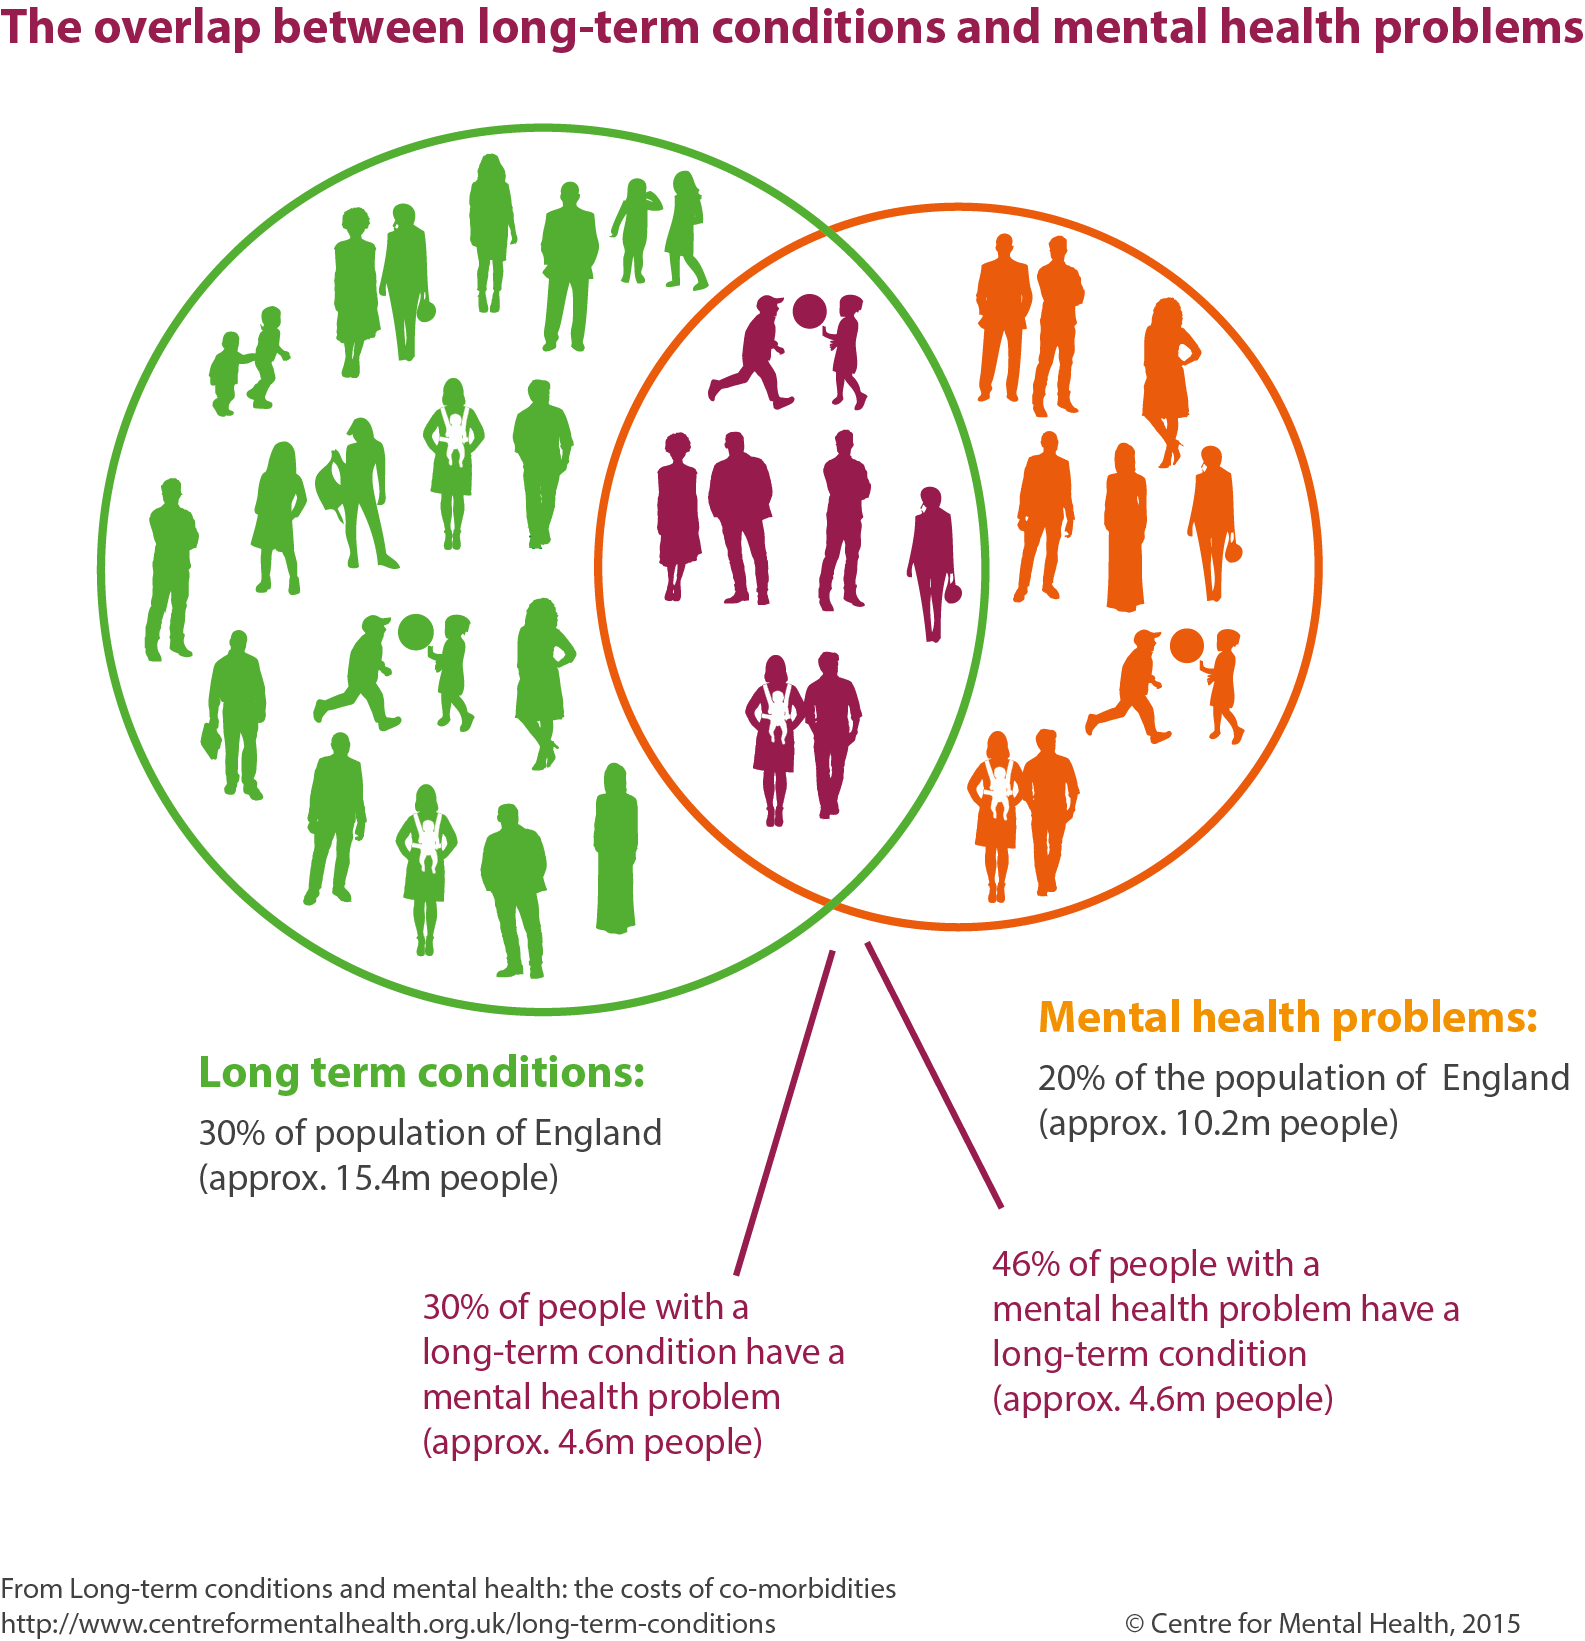 The overlap between long-term conditions and mental health problems
Long term conditions:
30% of population of England
(approx. 15.4m people)
Mental health problems:
20% of the population of England
(approx. 10.2m people)
30% of people with a
long-term condition have a
mental health problem
(approx. 4.6m people)
46% of people with a
mental health problem have a
long-term condition
(approx. 4.6m people)
From Long-term conditions and mental health: the costs of co-morbidities
http://www.centreformentalhealth.org.uk/long-term-conditions
© Centre for Mental Health, 2015